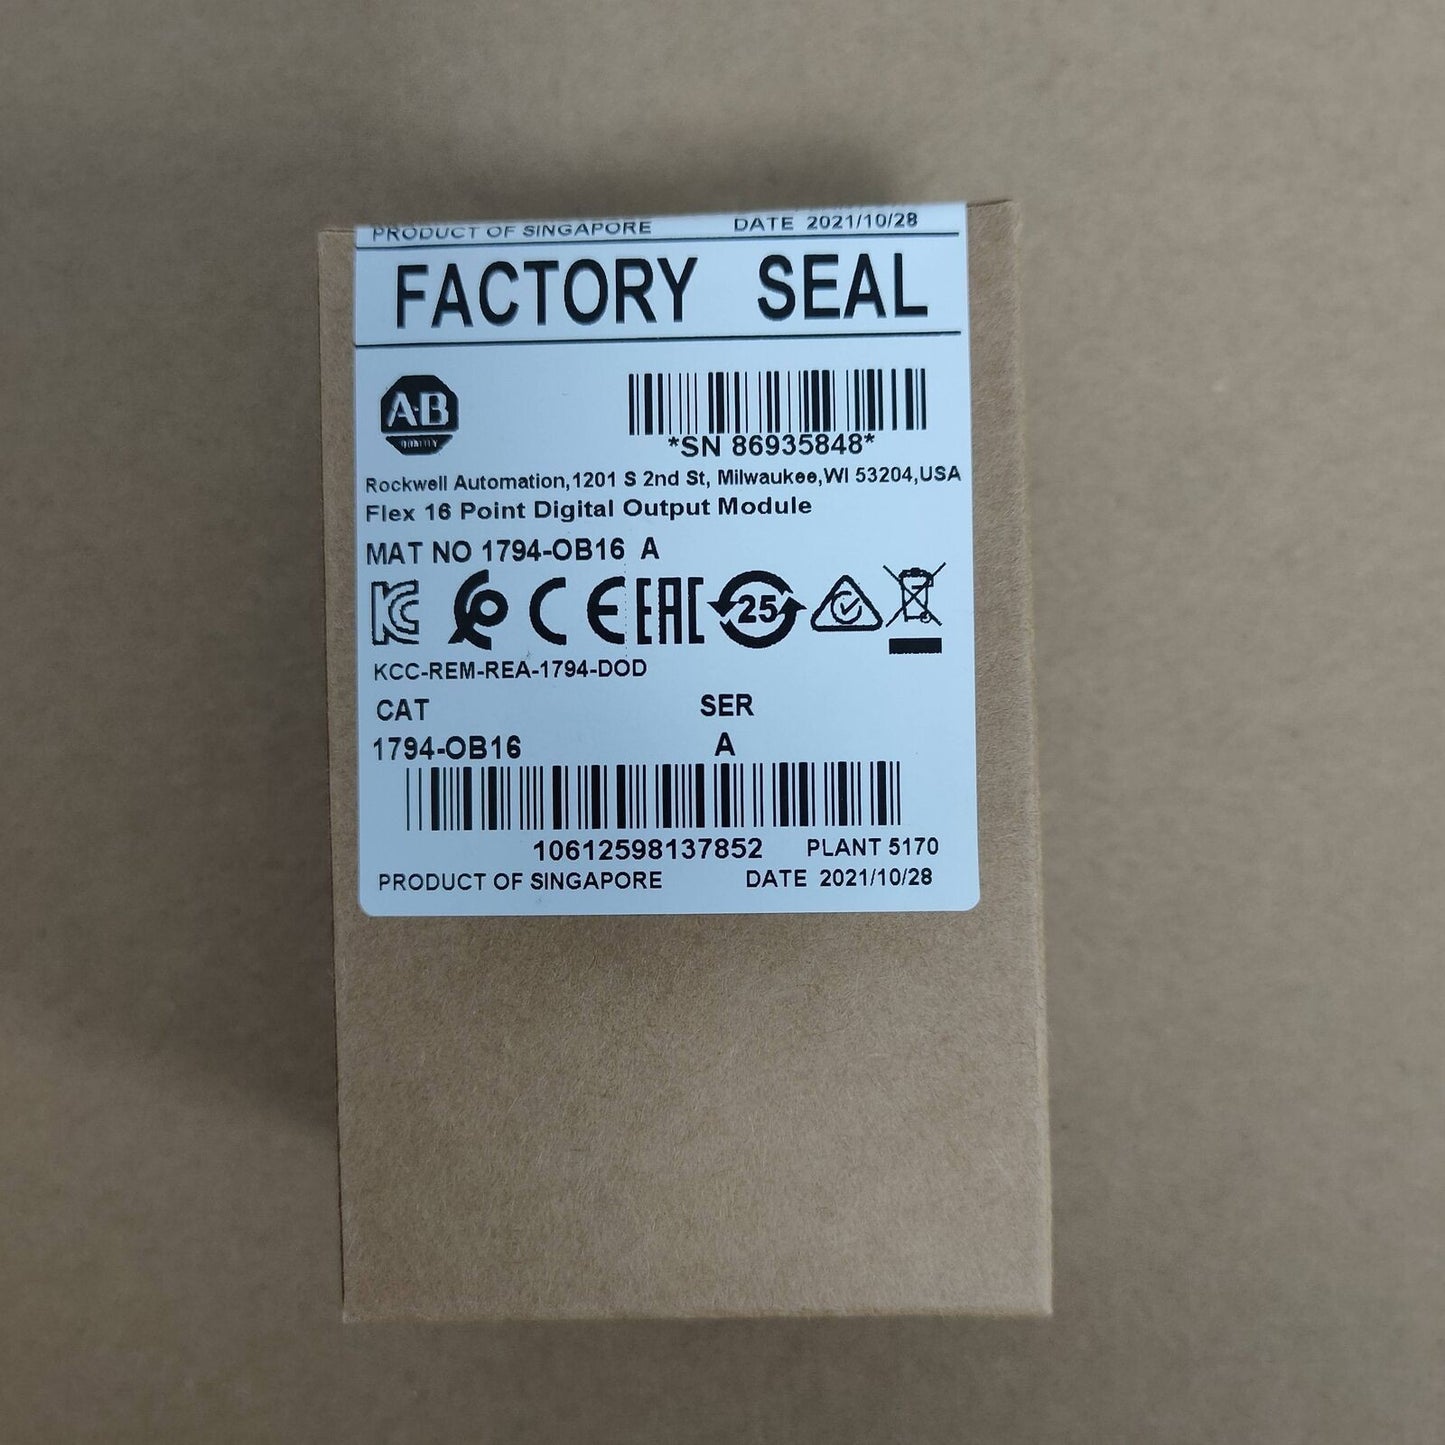 PRODUCT OF SINGAPORE DATE 2021/10/28
FACTORY SEAL
A-B
*SN 86935848*
Rockwell Automation,1201 S 2nd St, Milwaukee,WI 53204,USA
Flex 16 Point Digital Output Module
MAT NO 1794-OB16 A
CE EAC 25
KCC-REM-REA-1794-DOD
CAT SER
1794-OB16 A
10612598137852 PLANT 5170
PRODUCT OF SINGAPORE DATE 2021/10/28